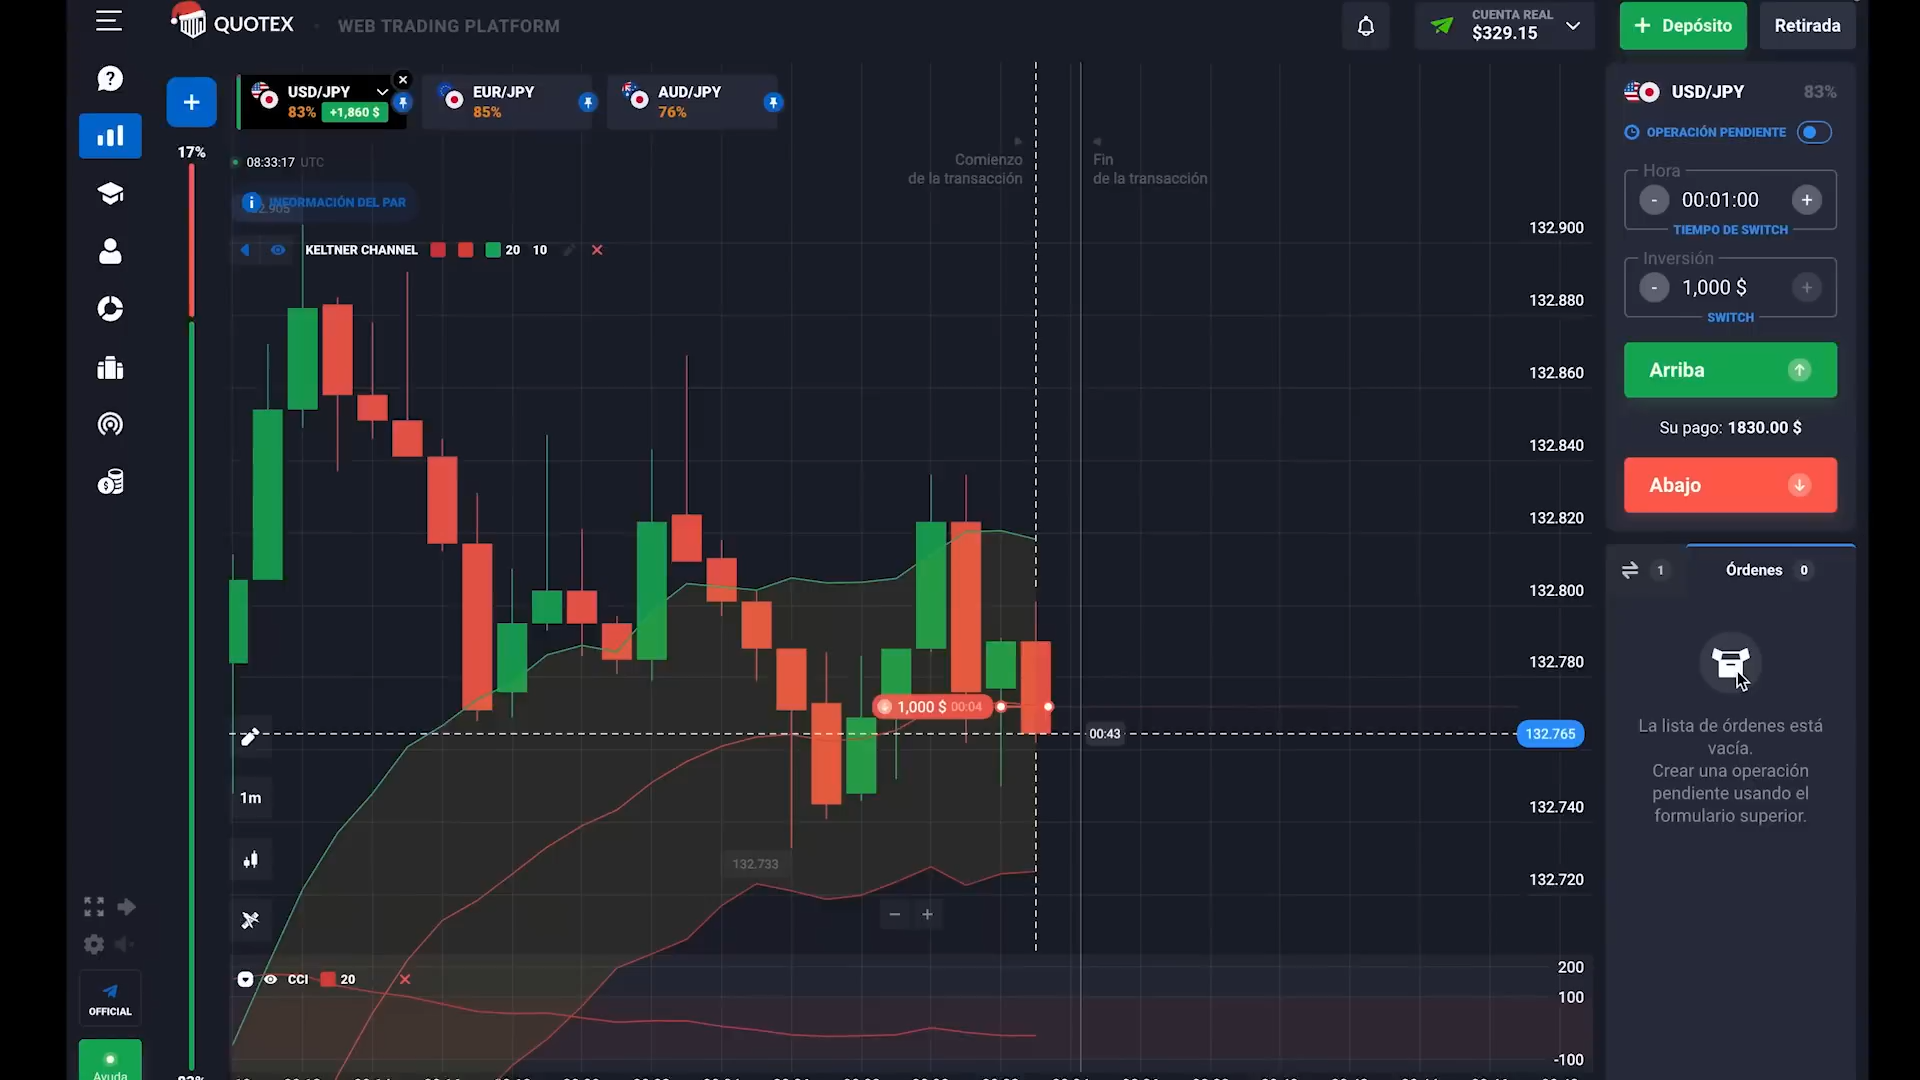 QUOTEX
WEB TRADING PLATFORM
CUENTA REAL
$329.15
+ Depósito
Retirada
USD/JPY
83% +1,860 $
EUR/JPY
85%
AUD/JPY
76%
USD/JPY 83%
OPERACIÓN PENDIENTE
17%
08:33:17 UTC
Comienzo
de la transacción
Fin
de la transacción
INFORMACIÓN DEL PAR
132.905
KELTNER CHANNEL 20 10
Hora
- 00:01:00 +
TIEMPO DE SWITCH
Inversión
- 1,000 $ +
SWITCH
Arriba
Su pago: 1830.00 $
Abajo
1
Órdenes 0
La lista de órdenes está
vacía.
Crear una operación
pendiente usando el
formulario superior.
132.900
132.880
132.860
132.840
132.820
132.800
132.780
132.765
132.740
132.720
1,000 $ 00:04
00:43
1m
132.733
CCI 20
200
100
-100
OFFICIAL
Ayuda